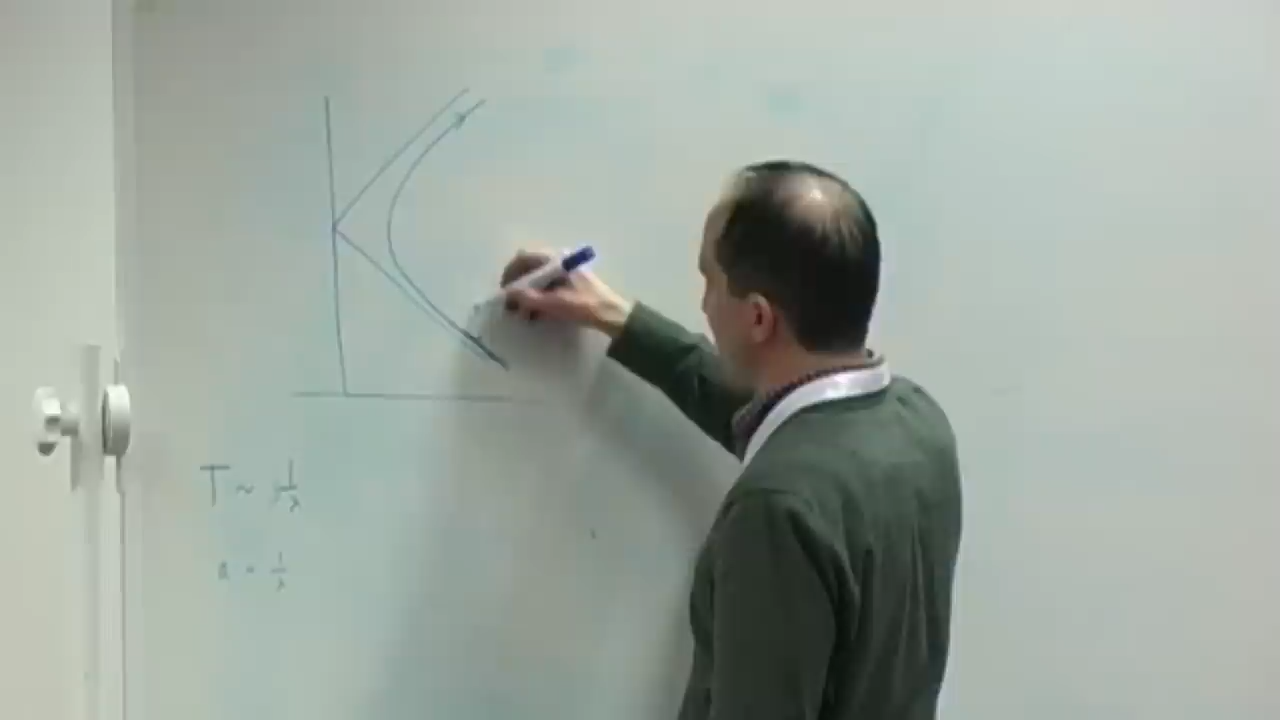 T ~ 1/λ
a = 1/λ